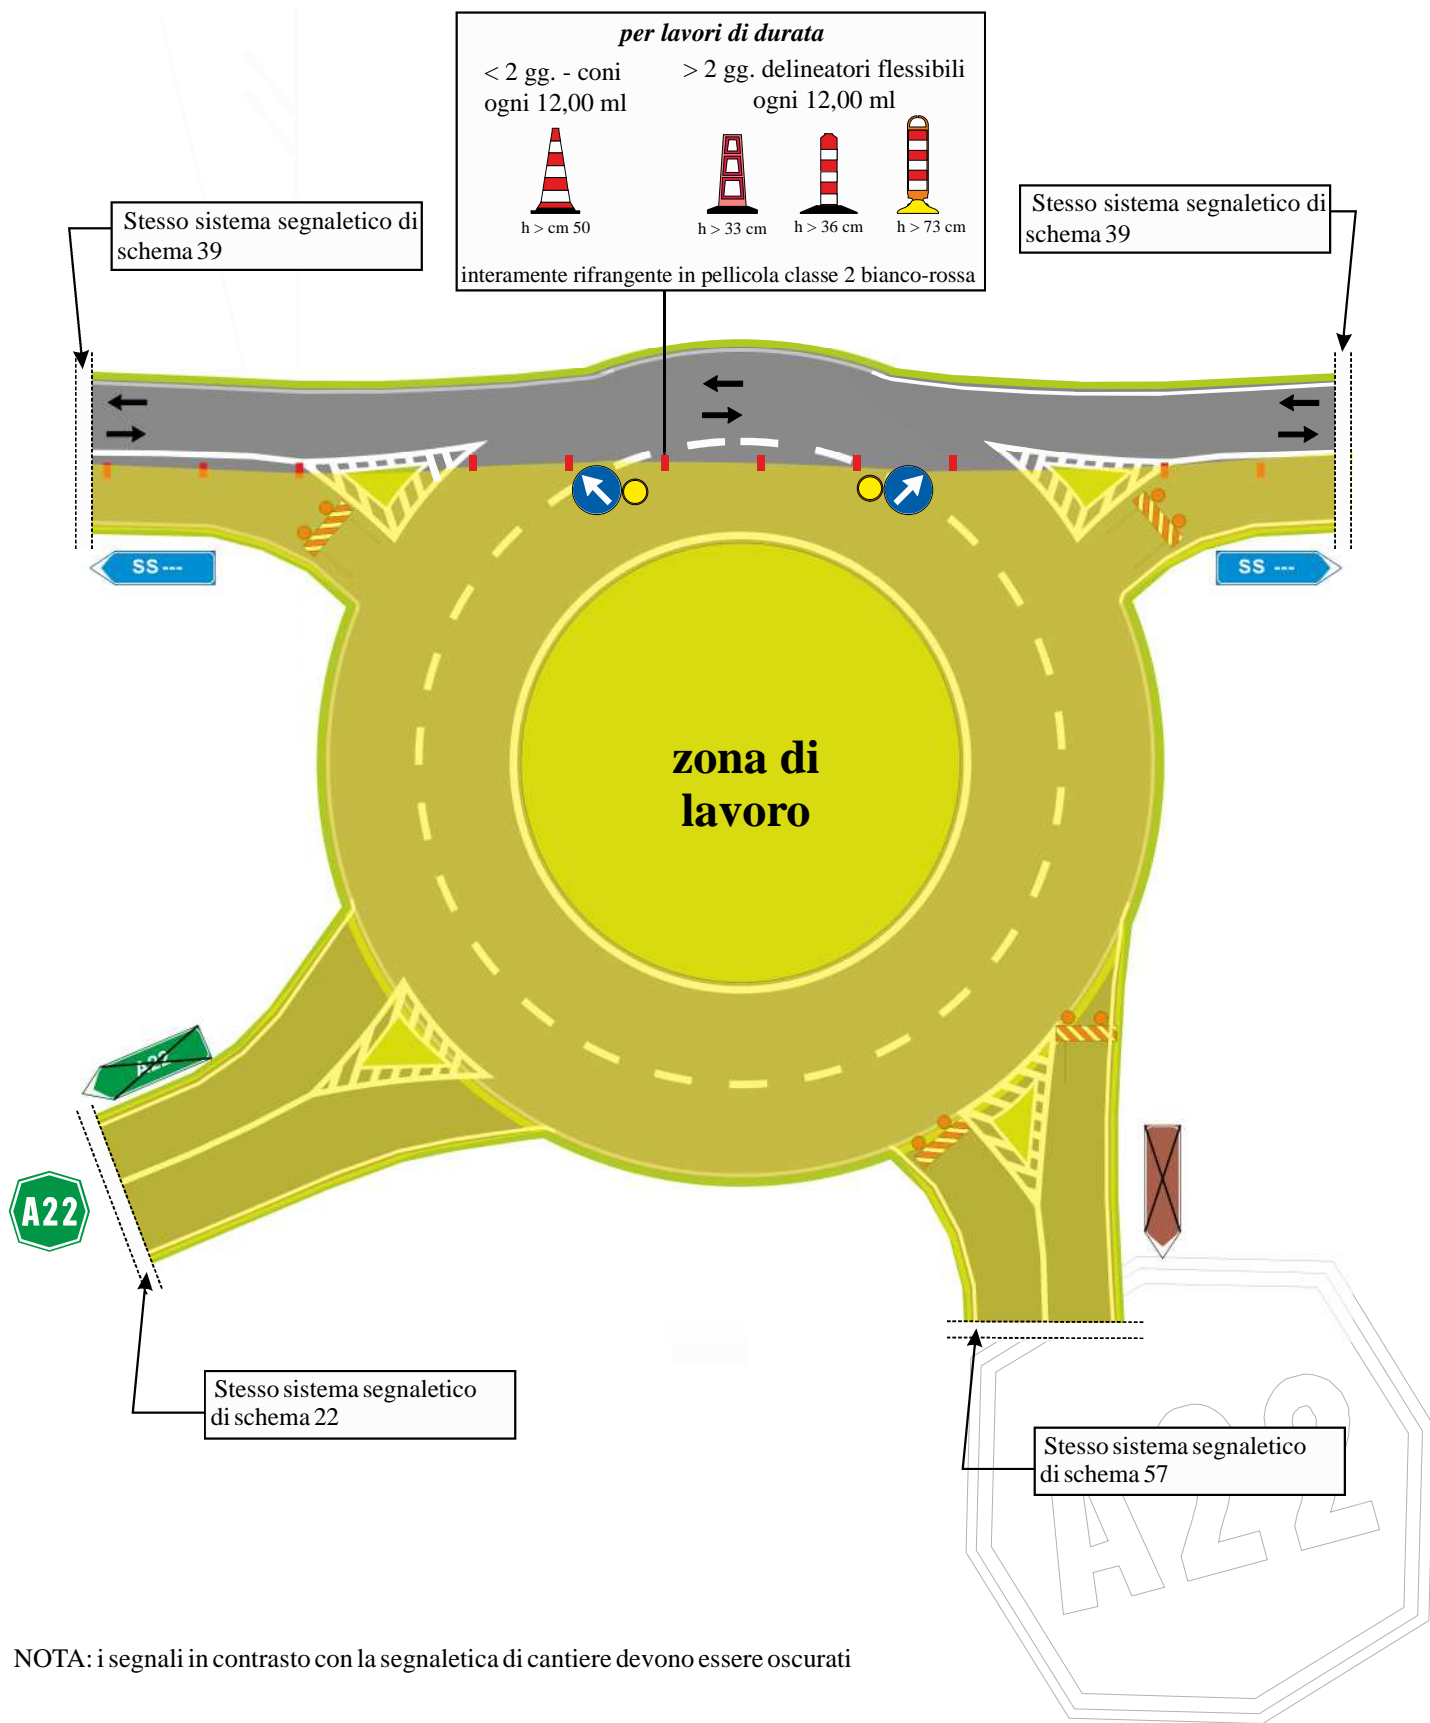 per lavori di durata
< 2 gg. - coni
ogni 12,00 ml
> 2 gg. delineatori flessibili
ogni 12,00 ml
h > cm 50
h > 33 cm
h > 36 cm
h > 73 cm
interamente rifrangente in pellicola classe 2 bianco-rossa
Stesso sistema segnaletico di
schema 39
Stesso sistema segnaletico di
schema 39
SS ---
SS ---
zona di
lavoro
A22
A22
Stesso sistema segnaletico
di schema 22
Stesso sistema segnaletico
di schema 57
A22
NOTA: i segnali in contrasto con la segnaletica di cantiere devono essere oscurati